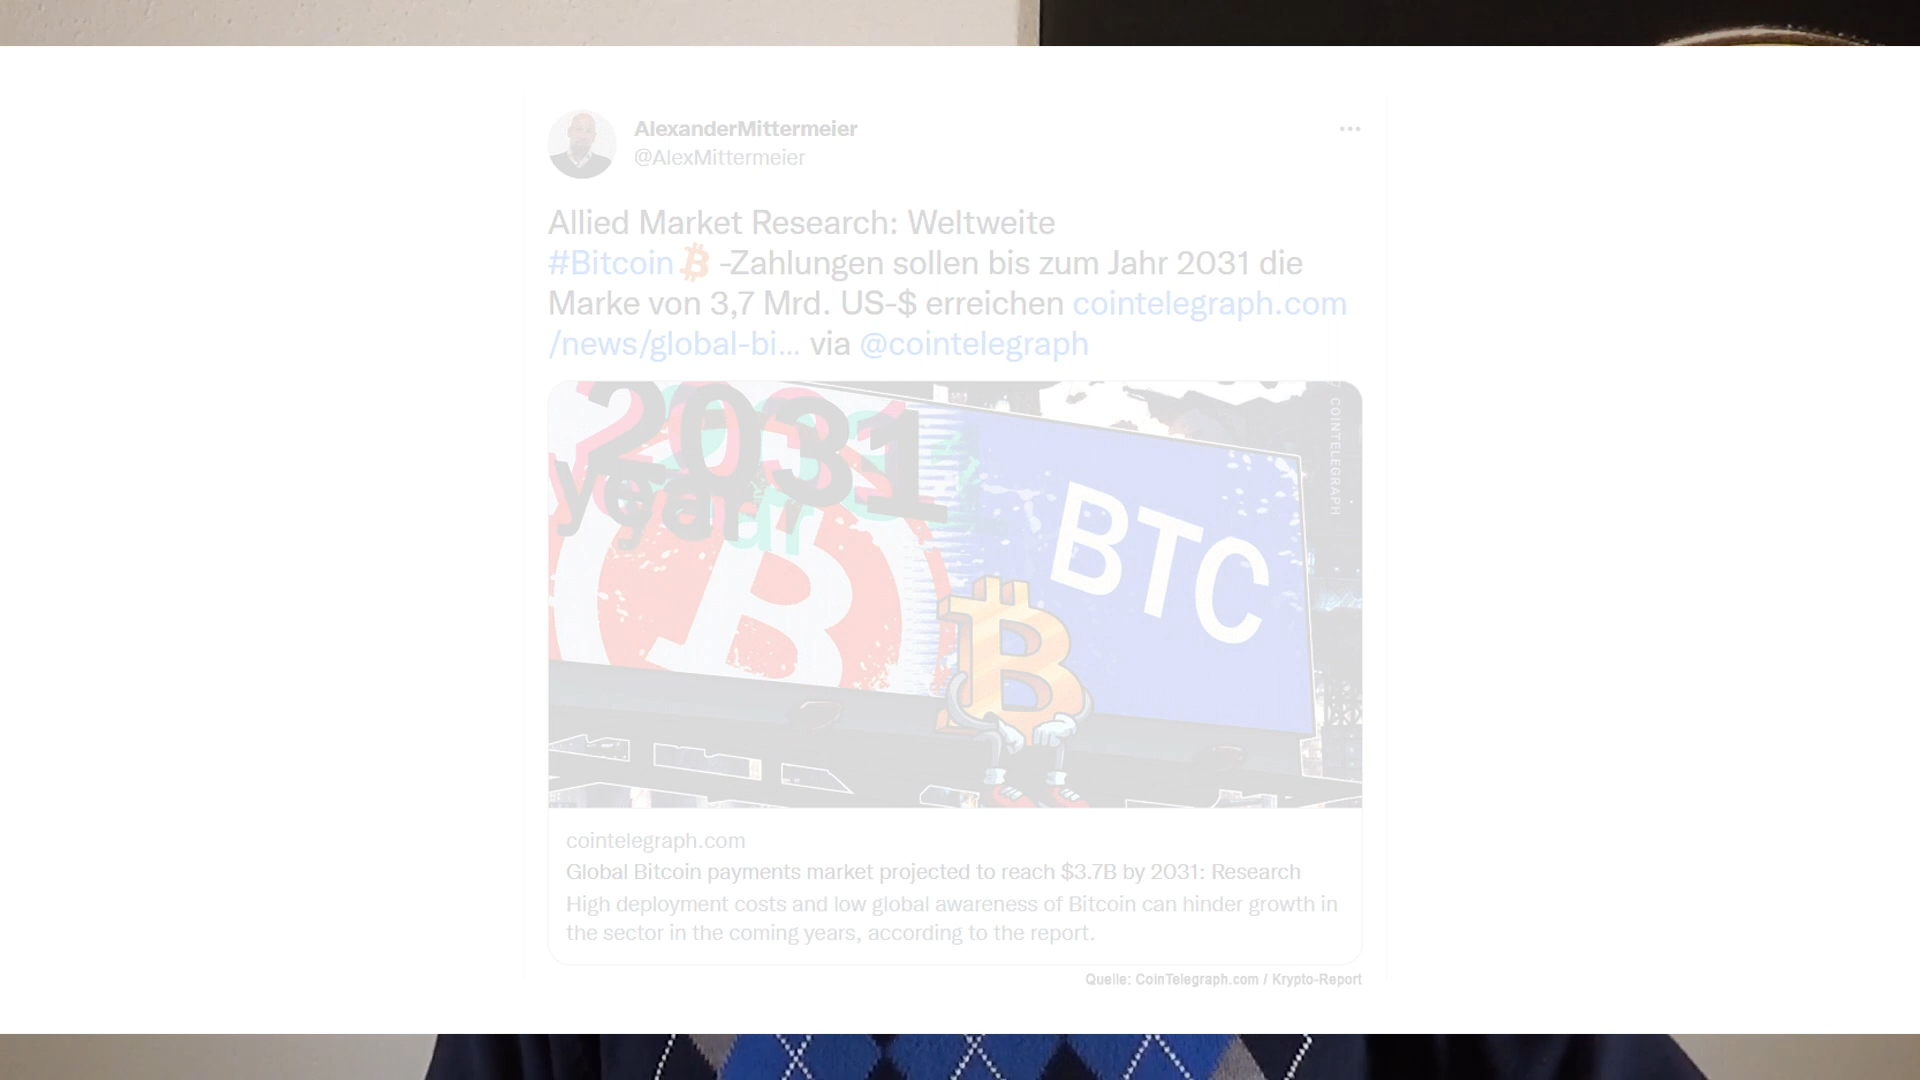 AlexanderMittermeier
@AlexMittermeier
Allied Market Research: Weltweite
#Bitcoin -Zahlungen sollen bis zum Jahr 2031 die
Marke von 3,7 Mrd. US-$ erreichen cointelegraph.com
/news/global-bi... via @cointelegraph
2031
year
COINTELEGRAPH
BTC
cointelegraph.com
Global Bitcoin payments market projected to reach $3.7B by 2031: Research
High deployment costs and low global awareness of Bitcoin can hinder growth in
the sector in the coming years, according to the report.
Quelle: CoinTelegraph.com / Krypto-Report